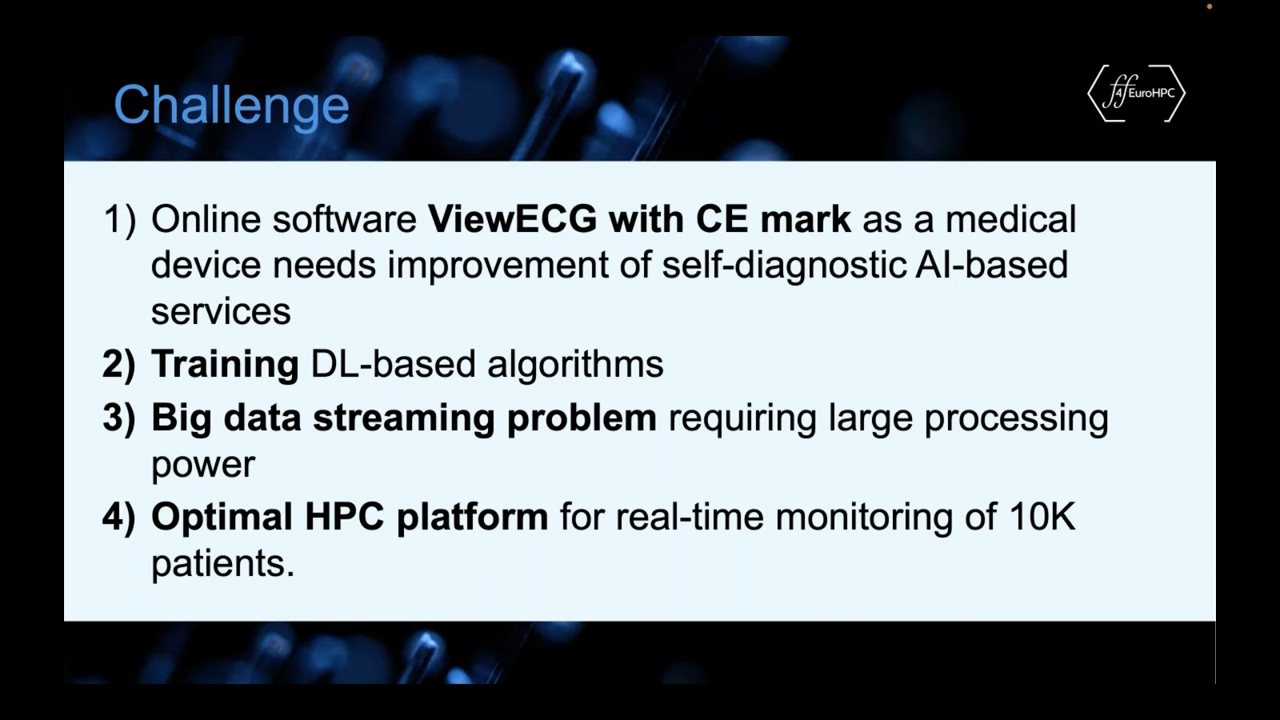 Challenge
ff4EuroHPC
1) Online software ViewECG with CE mark as a medical
device needs improvement of self-diagnostic AI-based
services
2) Training DL-based algorithms
3) Big data streaming problem requiring large processing
power
4) Optimal HPC platform for real-time monitoring of 10K
patients.